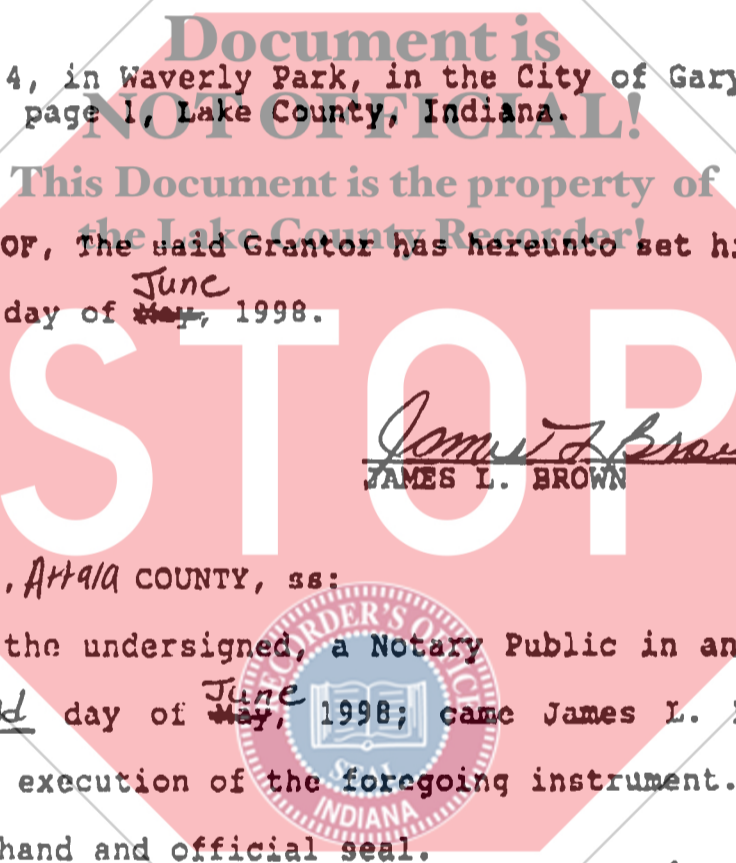 Document is
4, in Waverly Park, in the City of Gary
NOT OFFICIAL!
page 1, Lake County, Indiana.
This Document is the property of
the Lake County Recorder!
OF, The said Grantor has hereunto set
June
day of May, 1998.
STOP
James L Brow
JAMES L. BROWN
, Attala COUNTY, ss:
RECORDER'S OFFICE
the undersigned, a Notary Public in an
June
day of May, 1998; came James L.
execution of the foregoing instrument.
SEAL
INDIANA
hand and official seal.